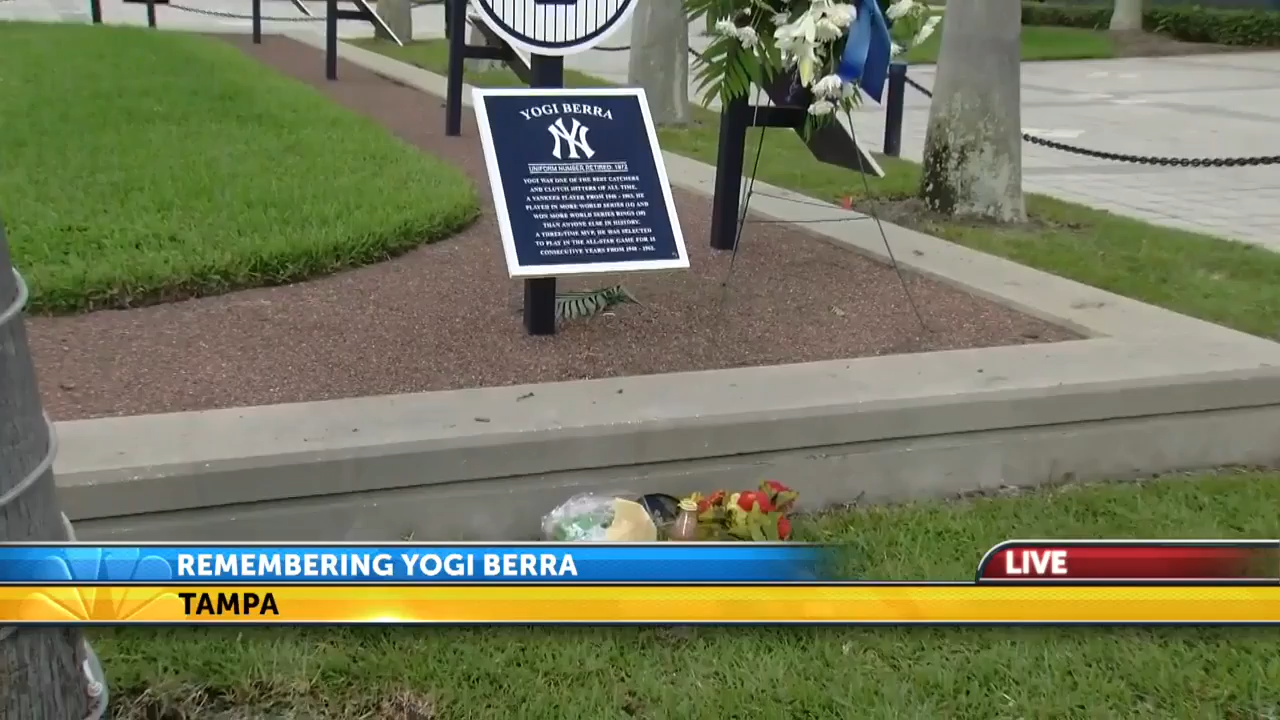 YOGI BERRA
NY
UNIFORM NUMBER RETIRED: 1972
YOGI WAS ONE OF THE BEST CATCHERS
AND CLUTCH HITTERS OF ALL TIME.
A YANKEES PLAYER FROM 1946 - 1963, HE
PLAYED IN MORE WORLD SERIES (14) AND
WON MORE WORLD SERIES RINGS (10)
THAN ANYONE ELSE IN HISTORY.
A THREE-TIME MVP, HE WAS SELECTED
TO PLAY IN THE ALL-STAR GAME FOR 15
CONSECUTIVE YEARS FROM 1948 - 1962.
REMEMBERING YOGI BERRA
LIVE
TAMPA